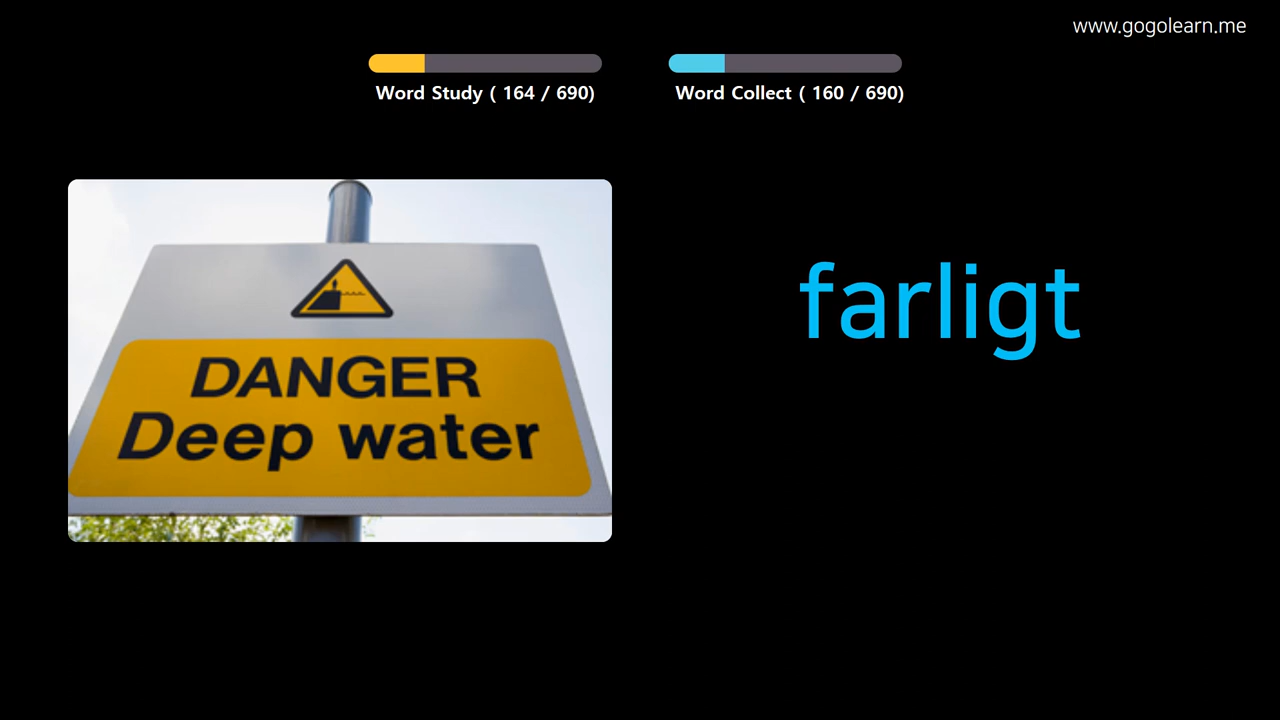 www.gogolearn.me
Word Study ( 164 / 690)
Word Collect ( 160 / 690)
DANGER
Deep water
farligt